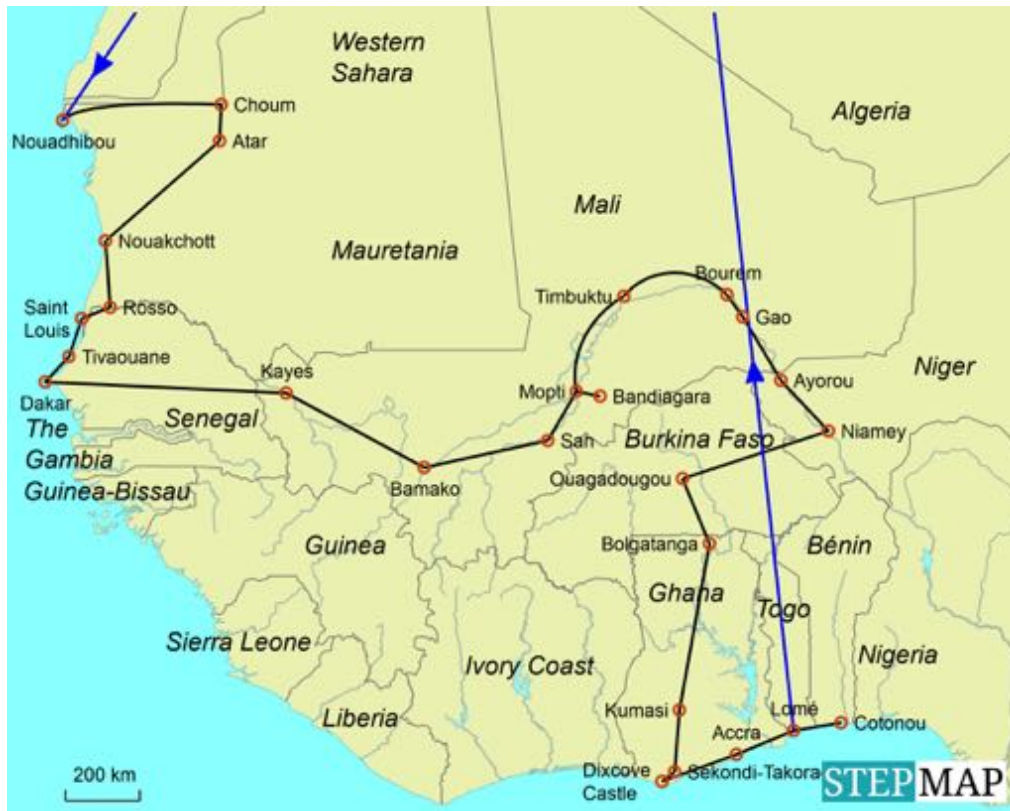 Western
Sahara
Choum
Algeria
Nouadhibou
Atar
Mali
Nouakchott
Mauretania
Bourem
Timbuktu
Saint
Louis
Rosso
Gao
Tivaouane
Kayes
Niger
Ayorou
Dakar
Mopti
Bandiagara
Senegal
The
Gambia
Sah
Burkina Faso
Niamey
Bamako
Ouagadougou
Guinea-Bissau
Guinea
Bolgatanga
Bénin
Ghana
Togo
Sierra Leone
Ivory Coast
Nigeria
Liberia
Kumasi
Lomé
Cotonou
Accra
200 km
Dixcove
Castle
Sekondi-Takora
STEPMAP